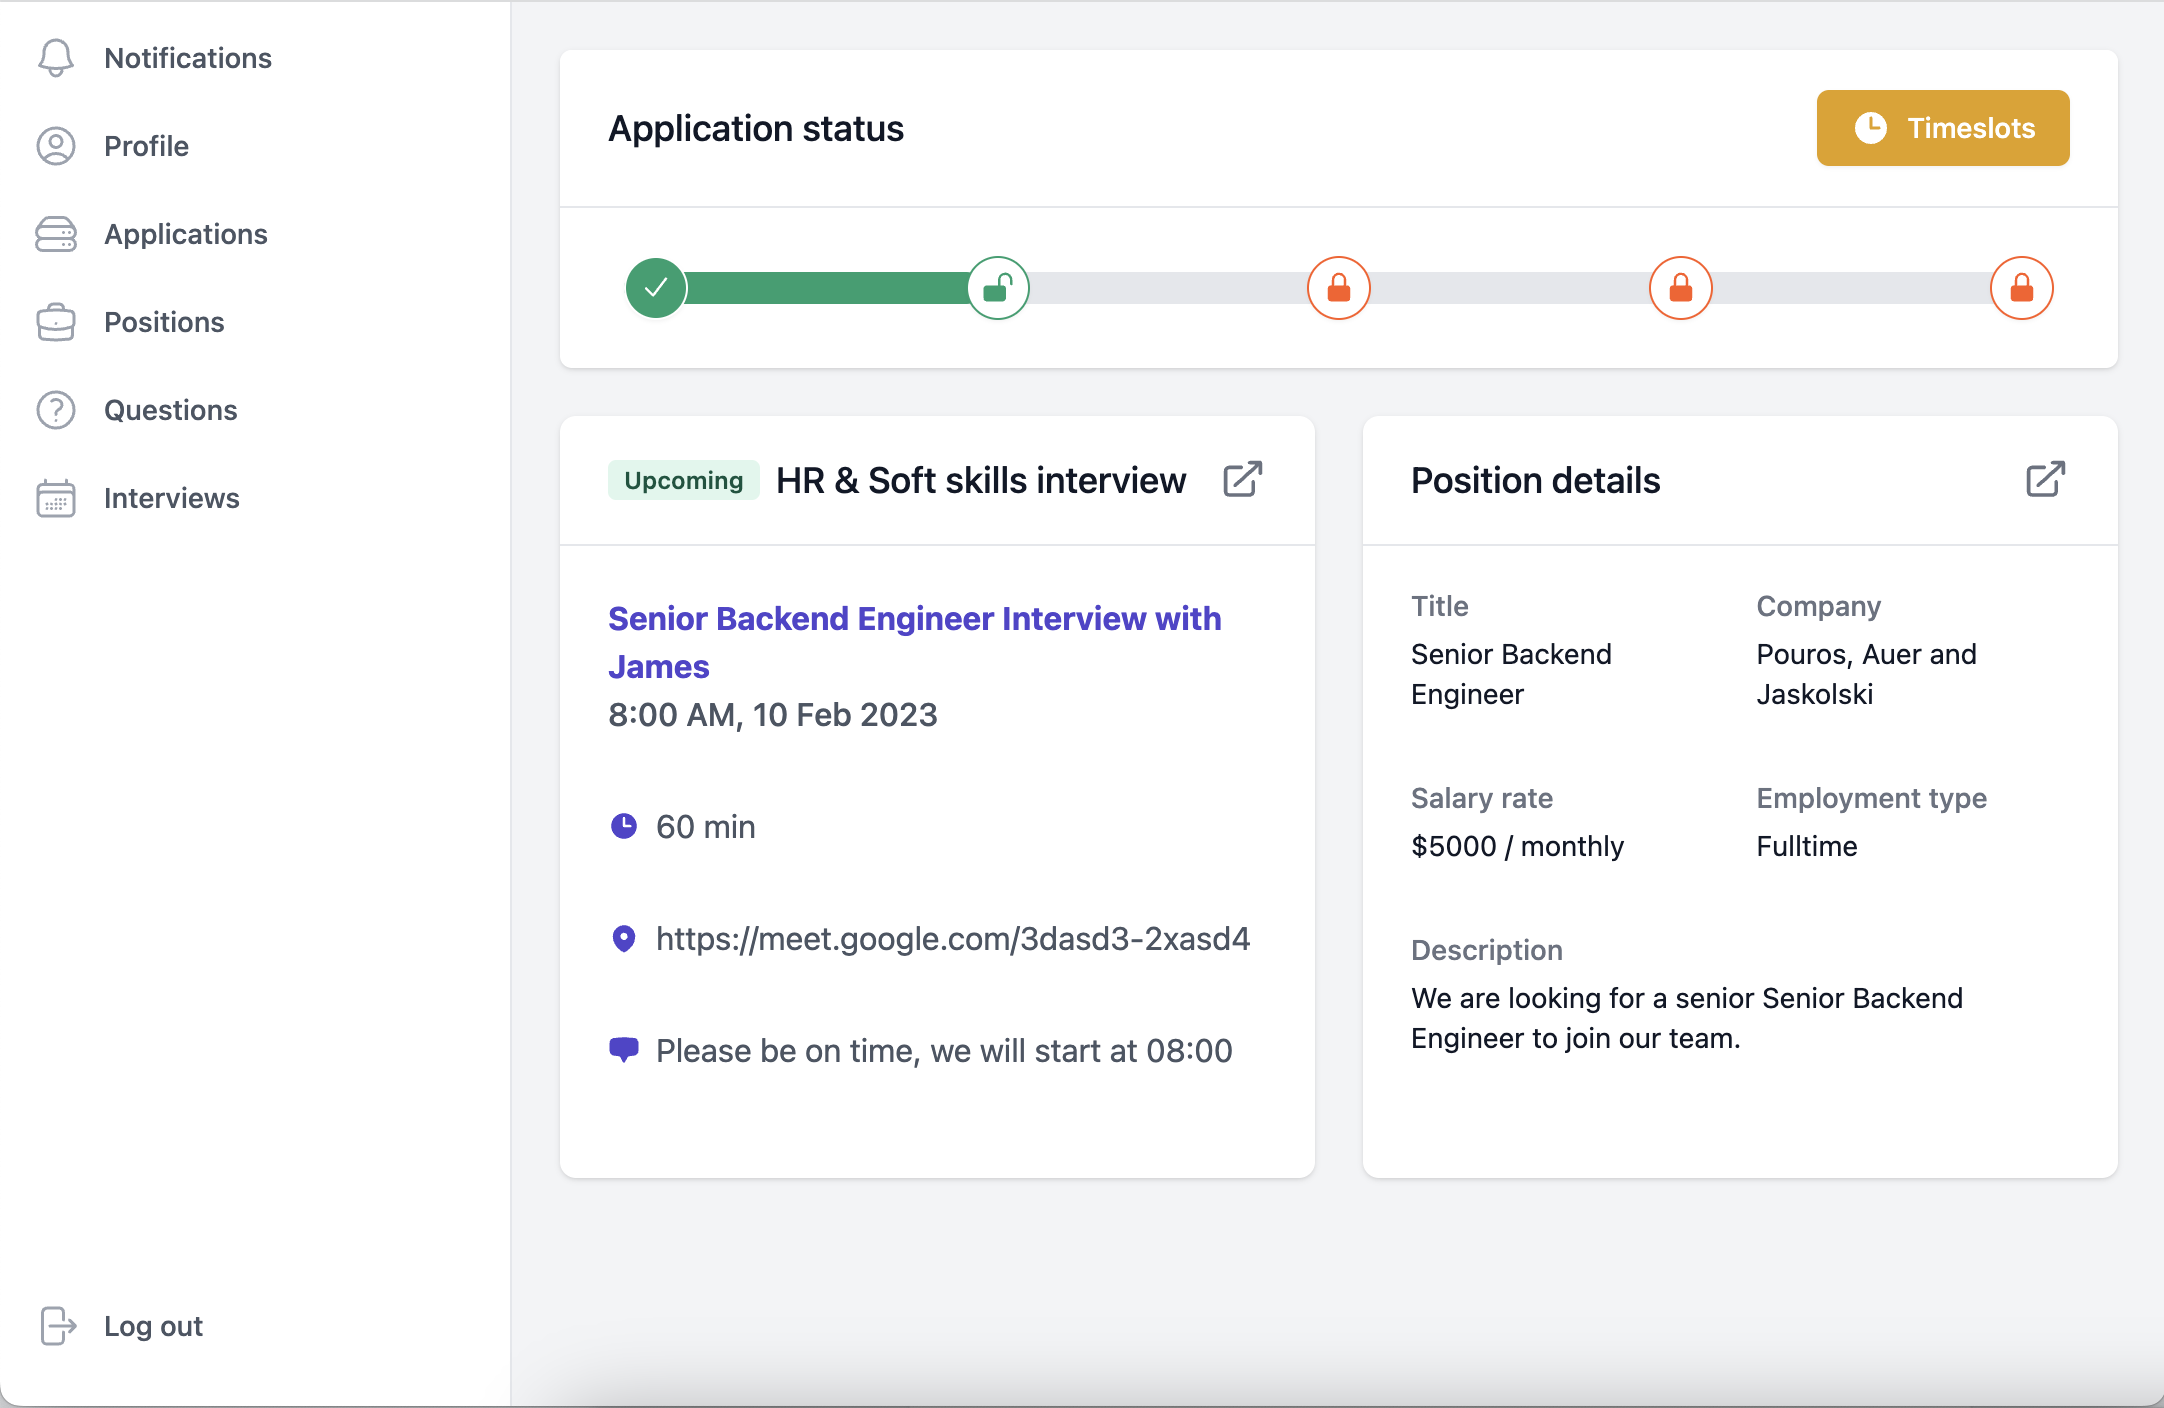 Notifications
Profile
Applications
Positions
Questions
Interviews
Log out
Application status
Timeslots
Upcoming
HR & Soft skills interview
Senior Backend Engineer Interview with
James
8:00 AM, 10 Feb 2023
60 min
https://meet.google.com/3dasd3-2xasd4
Please be on time, we will start at 08:00
Position details
Title
Senior Backend
Engineer
Company
Pouros, Auer and
Jaskolski
Salary rate
$5000 / monthly
Employment type
Fulltime
Description
We are looking for a senior Senior Backend
Engineer to join our team.